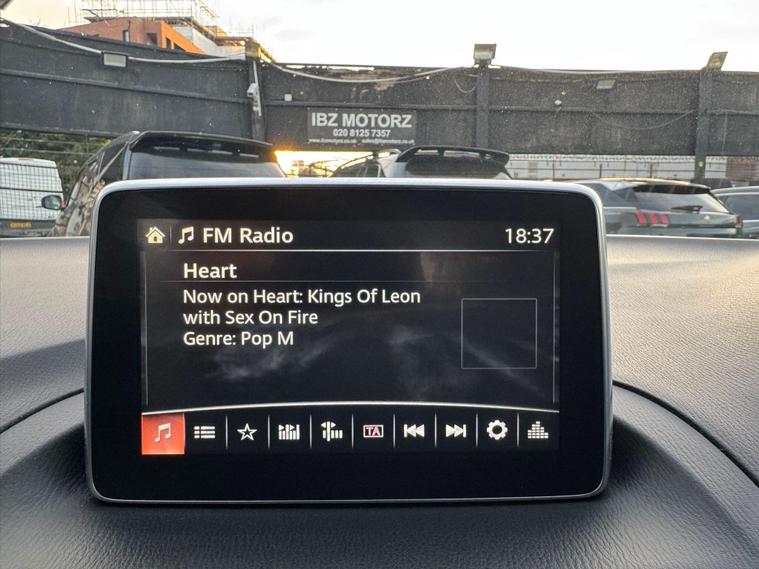 IBZ MOTORZ
020 8125 7357
FM Radio
18:37
Heart
Now on Heart: Kings Of Leon
with Sex On Fire
Genre: Pop M
TA